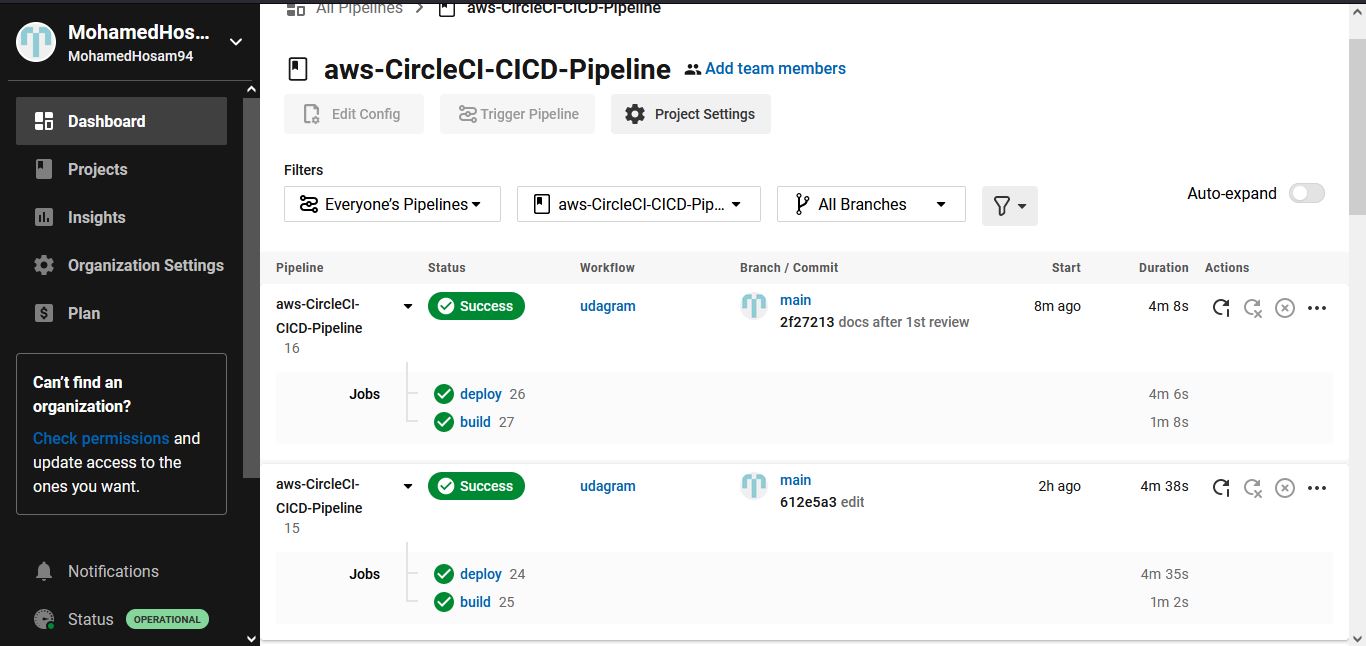 MohamedHos...
MohamedHosam94
Dashboard
Projects
Insights
Organization Settings
Plan
Can't find an
organization?
Check permissions and
update access to the
ones you want.
Notifications
Status OPERATIONAL
All Pipelines > aws-CircleCI-CICD-Pipeline
aws-CircleCI-CICD-Pipeline Add team members
Edit Config Trigger Pipeline Project Settings
Filters
Everyone's Pipelines aws-CircleCI-CICD-Pip... All Branches Auto-expand
Pipeline Status Workflow Branch / Commit Start Duration Actions
aws-CircleCI- Success udagram main 8m ago 4m 8s
CICD-Pipeline 2f27213 docs after 1st review
16
Jobs deploy 26 4m 6s
build 27 1m 8s
aws-CircleCI- Success udagram main 2h ago 4m 38s
CICD-Pipeline 612e5a3 edit
15
Jobs deploy 24 4m 35s
build 25 1m 2s